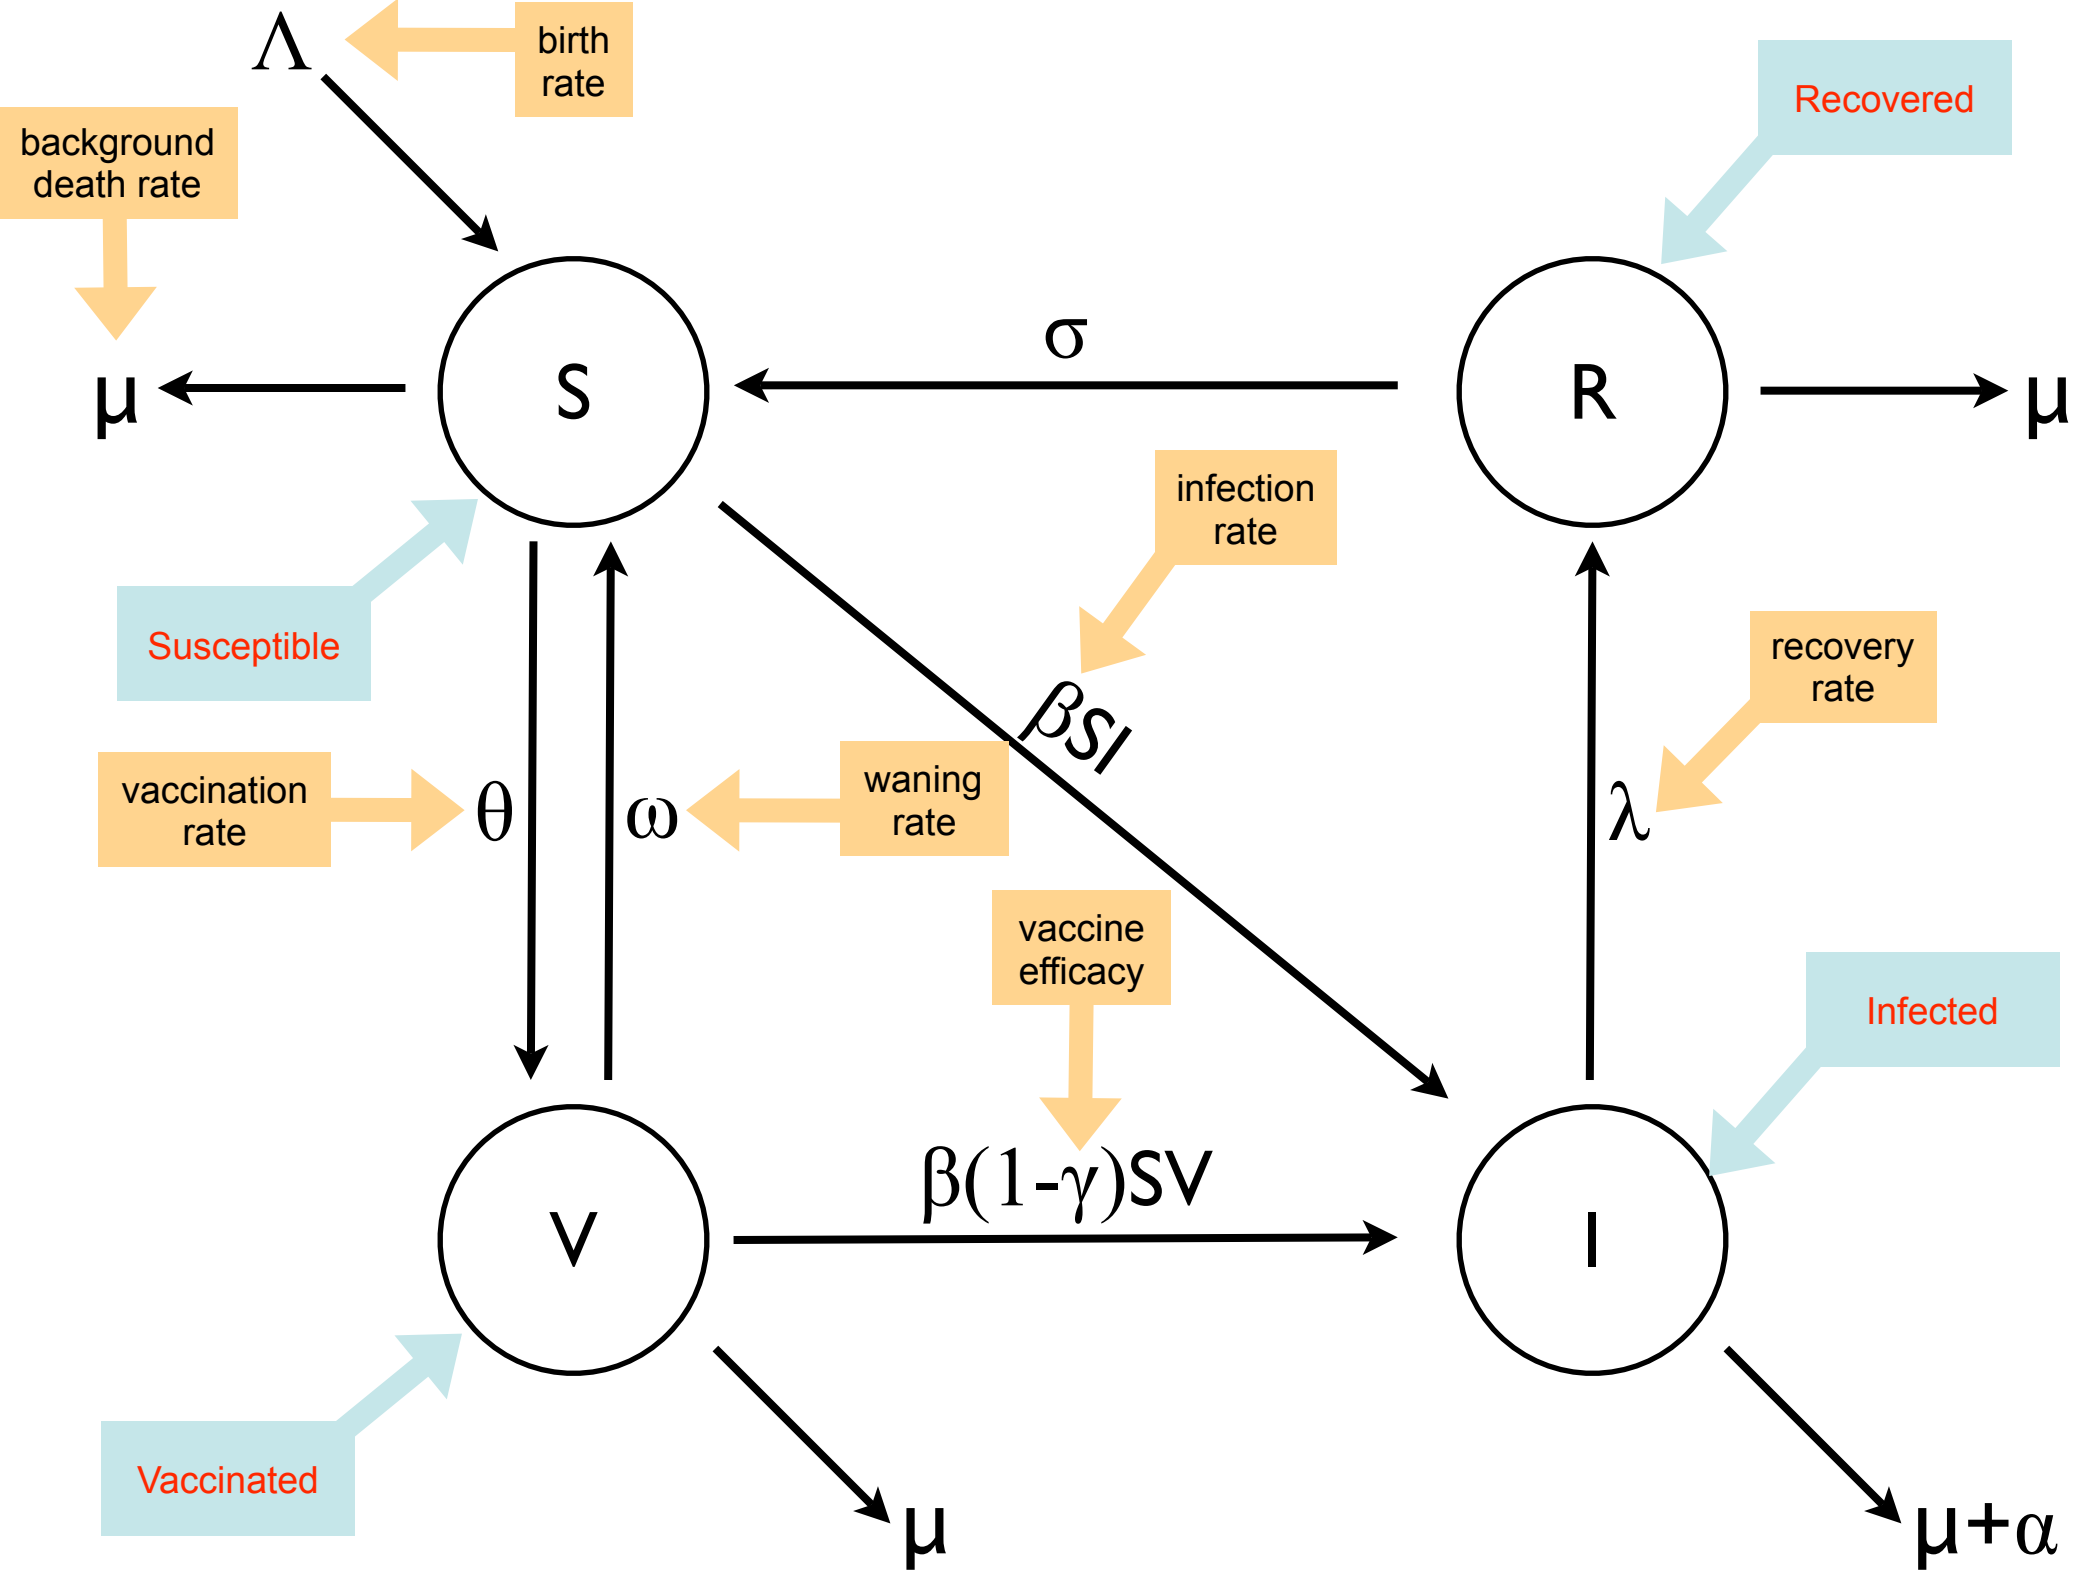 Λ
birth
rate
Recovered
background
death rate
μ
S
σ
R
μ
infection
rate
Susceptible
βSI
recovery
rate
vaccination
rate
θ
ω
waning
rate
λ
vaccine
efficacy
Infected
β(1-γ)SV
V
I
Vaccinated
μ
μ+α